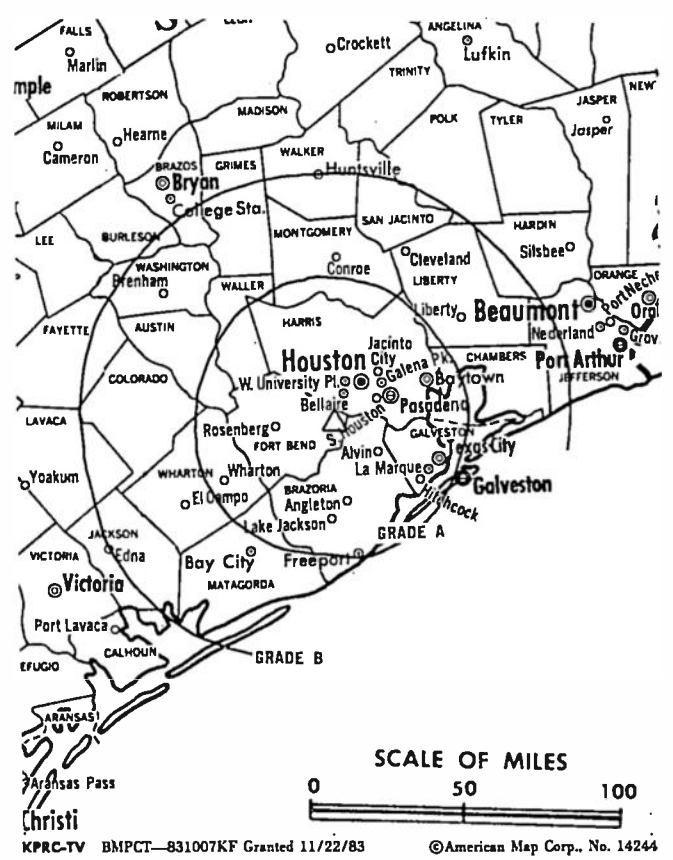 FALLS
Marlin
Crockett
ANGELINA
Lufkin
TRINITY
mple
ROBERTSON
MADISON
JASPER
NEW
MILAM
Hearne
POLK
TYLER
Jasper
Cameron
WALKER
BRAZOS
GRIMES
Huntsville
Bryan
College Sta.
SAN JACINTO
HARDIN
LEE
BURLESON
MONTGOMERY
Silsbee
Cleveland
WASHINGTON
Conroe
ORANGE
Brenham
WALLER
LIBERTY
Port Neche
Liberty
Beaumont
Ora
FAYETTE
AUSTIN
HARRIS
Nederland
Grov
Jacinto
City
Houston
Galena Pk.
CHAMBERS
Port Arthur
COLORADO
W. University Pl.
Baytown
JEFFERSON
Bellaire
Pasadena
LAVACA
Rosenberg
S. Houston
GALVESTON
FORT BEND
Texas City
Alvin
La Marque
Yoakum
WHARTON
Wharton
Galveston
El Campo
BRAZORIA
Hitchcock
Angleton
Lake Jackson
GRADE A
JACKSON
VICTORIA
Edna
Bay City
Freeport
Victoria
MATAGORDA
Port Lavaca
CALHOUN
GRADE B
EFUGIO
ARANSAS
SCALE OF MILES
0 50 100
Aransas Pass
Christi
KPRC-TV BMPCT—831007KF Granted 11/22/83 ©American Map Corp., No. 14244